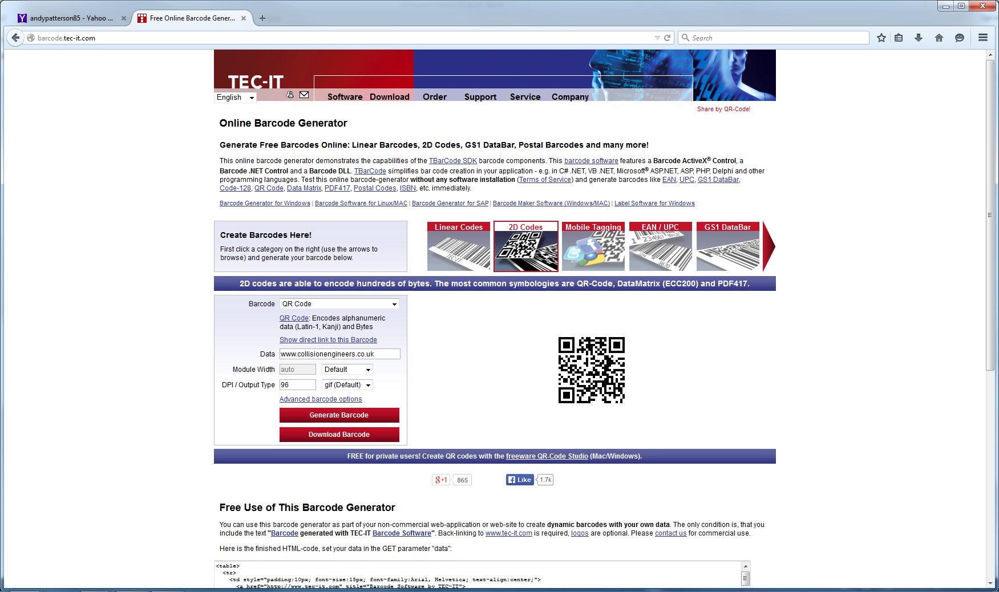 andypatterson85 - Yahoo ...
Free Online Barcode Gener...
barcode.tec-it.com
Search
TEC-IT
English
Software Download Order Support Service Company
Share by QR-Code!
Online Barcode Generator
Generate Free Barcodes Online: Linear Barcodes, 2D Codes, GS1 DataBar, Postal Barcodes and many more!
This online barcode generator demonstrates the capabilities of the TBarCode SDK barcode components. This barcode software features a Barcode ActiveX® Control, a
Barcode .NET Control and a Barcode DLL. TBarCode simplifies bar code creation in your application - e.g. in C# .NET, VB .NET, Microsoft® ASP.NET, ASP, PHP, Delphi and other
programming languages. Test this online barcode-generator without any software installation (Terms of Service) and generate barcodes like EAN, UPC, GS1 DataBar,
Code-128, QR Code, Data Matrix, PDF417, Postal Codes, ISBN, etc. immediately.
Barcode Generator for Windows | Barcode Software for Linux/MAC | Barcode Generator for SAP | Barcode Maker Software (Windows/MAC) | Label Software for Windows
Create Barcodes Here!
First click a category on the right (use the arrows to
browse) and generate your barcode below.
Linear Codes 2D Codes Mobile Tagging EAN / UPC GS1 DataBar
TEC-IT
1 234567
5670
2D codes are able to encode hundreds of bytes. The most common symbologies are QR-Code, DataMatrix (ECC200) and PDF417.
Barcode QR Code
QR Code: Encodes alphanumeric
data (Latin-1, Kanji) and Bytes
Show direct link to this Barcode
Data www.collisionengineers.co.uk
Module Width auto Default
DPI / Output Type 96 gif (Default)
Advanced barcode options
Generate Barcode
Download Barcode
FREE for private users! Create QR codes with the freeware QR-Code Studio (Mac/Windows).
g+1 865 Like 1.7k
Free Use of This Barcode Generator
You can use this barcode generator as part of your non-commercial web-application or web-site to create dynamic barcodes with your own data. The only condition is, that you
include the text "Barcode generated with TEC-IT Barcode Software". Back-linking to www.tec-it.com is required, logos are optional. Please contact us for commercial use.
Here is the finished HTML-code, set your data in the GET parameter "data":
<table>
<tr>
<td style="padding:10px; font-size:15px; font-family:Arial, Helvetica; text-align:center;">
<a href="http://www.tec-it.com" title="Barcode Software by TEC-IT">